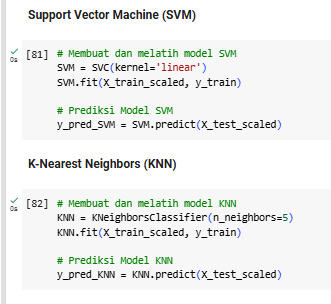 Support Vector Machine (SVM)
[81] # Membuat dan melatih model SVM
0s SVM = SVC(kernel='linear')
SVM.fit(X_train_scaled, y_train)
# Prediksi Model SVM
y_pred_SVM = SVM.predict(X_test_scaled)
K-Nearest Neighbors (KNN)
[82] # Membuat dan melatih model KNN
0s KNN = KNeighborsClassifier(n_neighbors=5)
KNN.fit(X_train_scaled, y_train)
# Prediksi Model KNN
y_pred_KNN = KNN.predict(X_test_scaled)